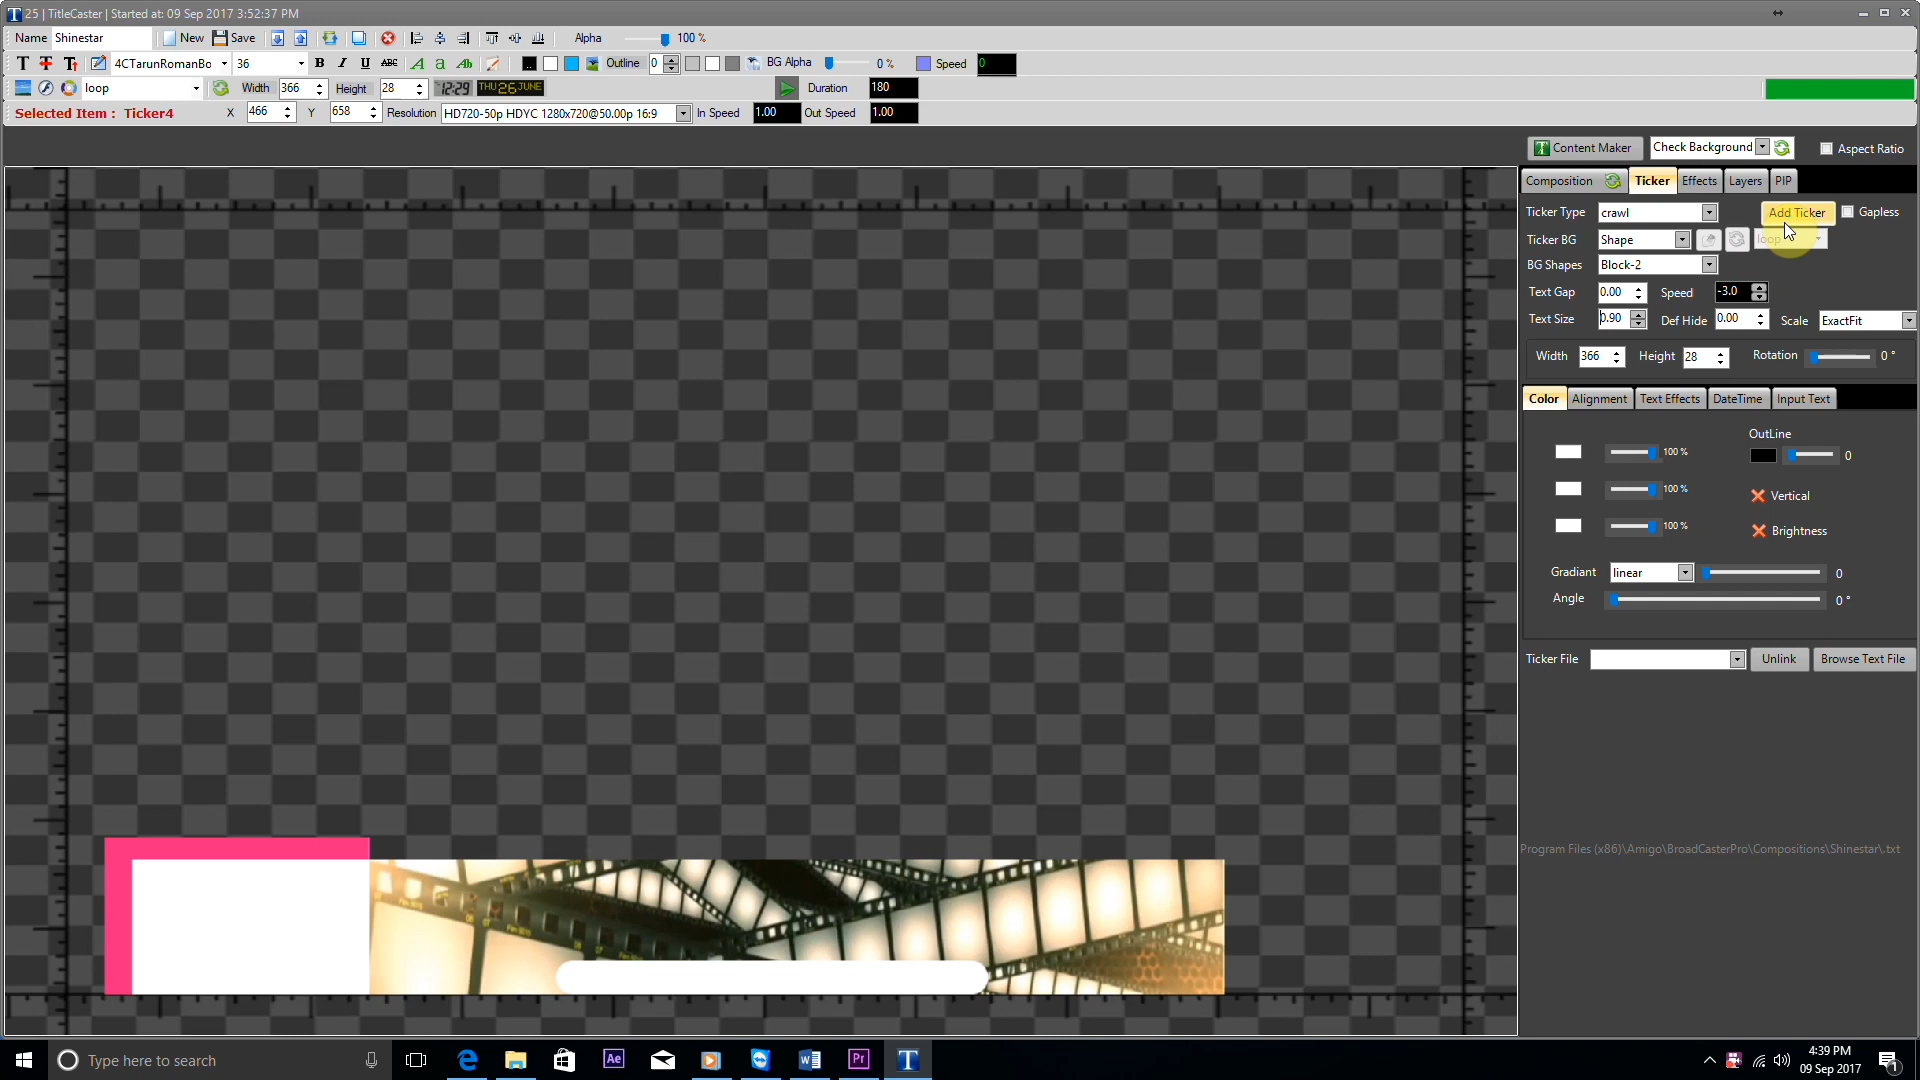 25 | TitleCaster | Started at: 09 Sep 2017 3:52:37 PM
Name Shinestar New Save Alpha 100 %
4CTarunRomanBo 36 B I U ABC Outline 0 BG Alpha 0 % Speed 0
loop Width 366 Height 28 12:29 THU 26 JUNE Duration 180
Selected Item : Ticker4 X 466 Y 658 Resolution HD720-50p HDYC 1280x720@50.00p 16:9 In Speed 1.00 Out Speed 1.00
Content Maker Check Background Aspect Ratio
Composition Ticker Effects Layers PIP
Ticker Type crawl Add Ticker Gapless
Ticker BG Shape loop
BG Shapes Block-2
Text Gap 0.00 Speed -3.0
Text Size 0.90 Def Hide 0.00 Scale ExactFit
Width 366 Height 28 Rotation 0 °
Color Alignment Text Effects DateTime Input Text
OutLine
100 % 0
100 % Vertical
100 % Brightness
Gradiant linear 0
Angle 0 °
Ticker File Unlink Browse Text File
Program Files (x86)\Amigo\BroadCasterPro\Compositions\Shinestar\.txt
Type here to search Ae Pr T 4:39 PM
09 Sep 2017 1